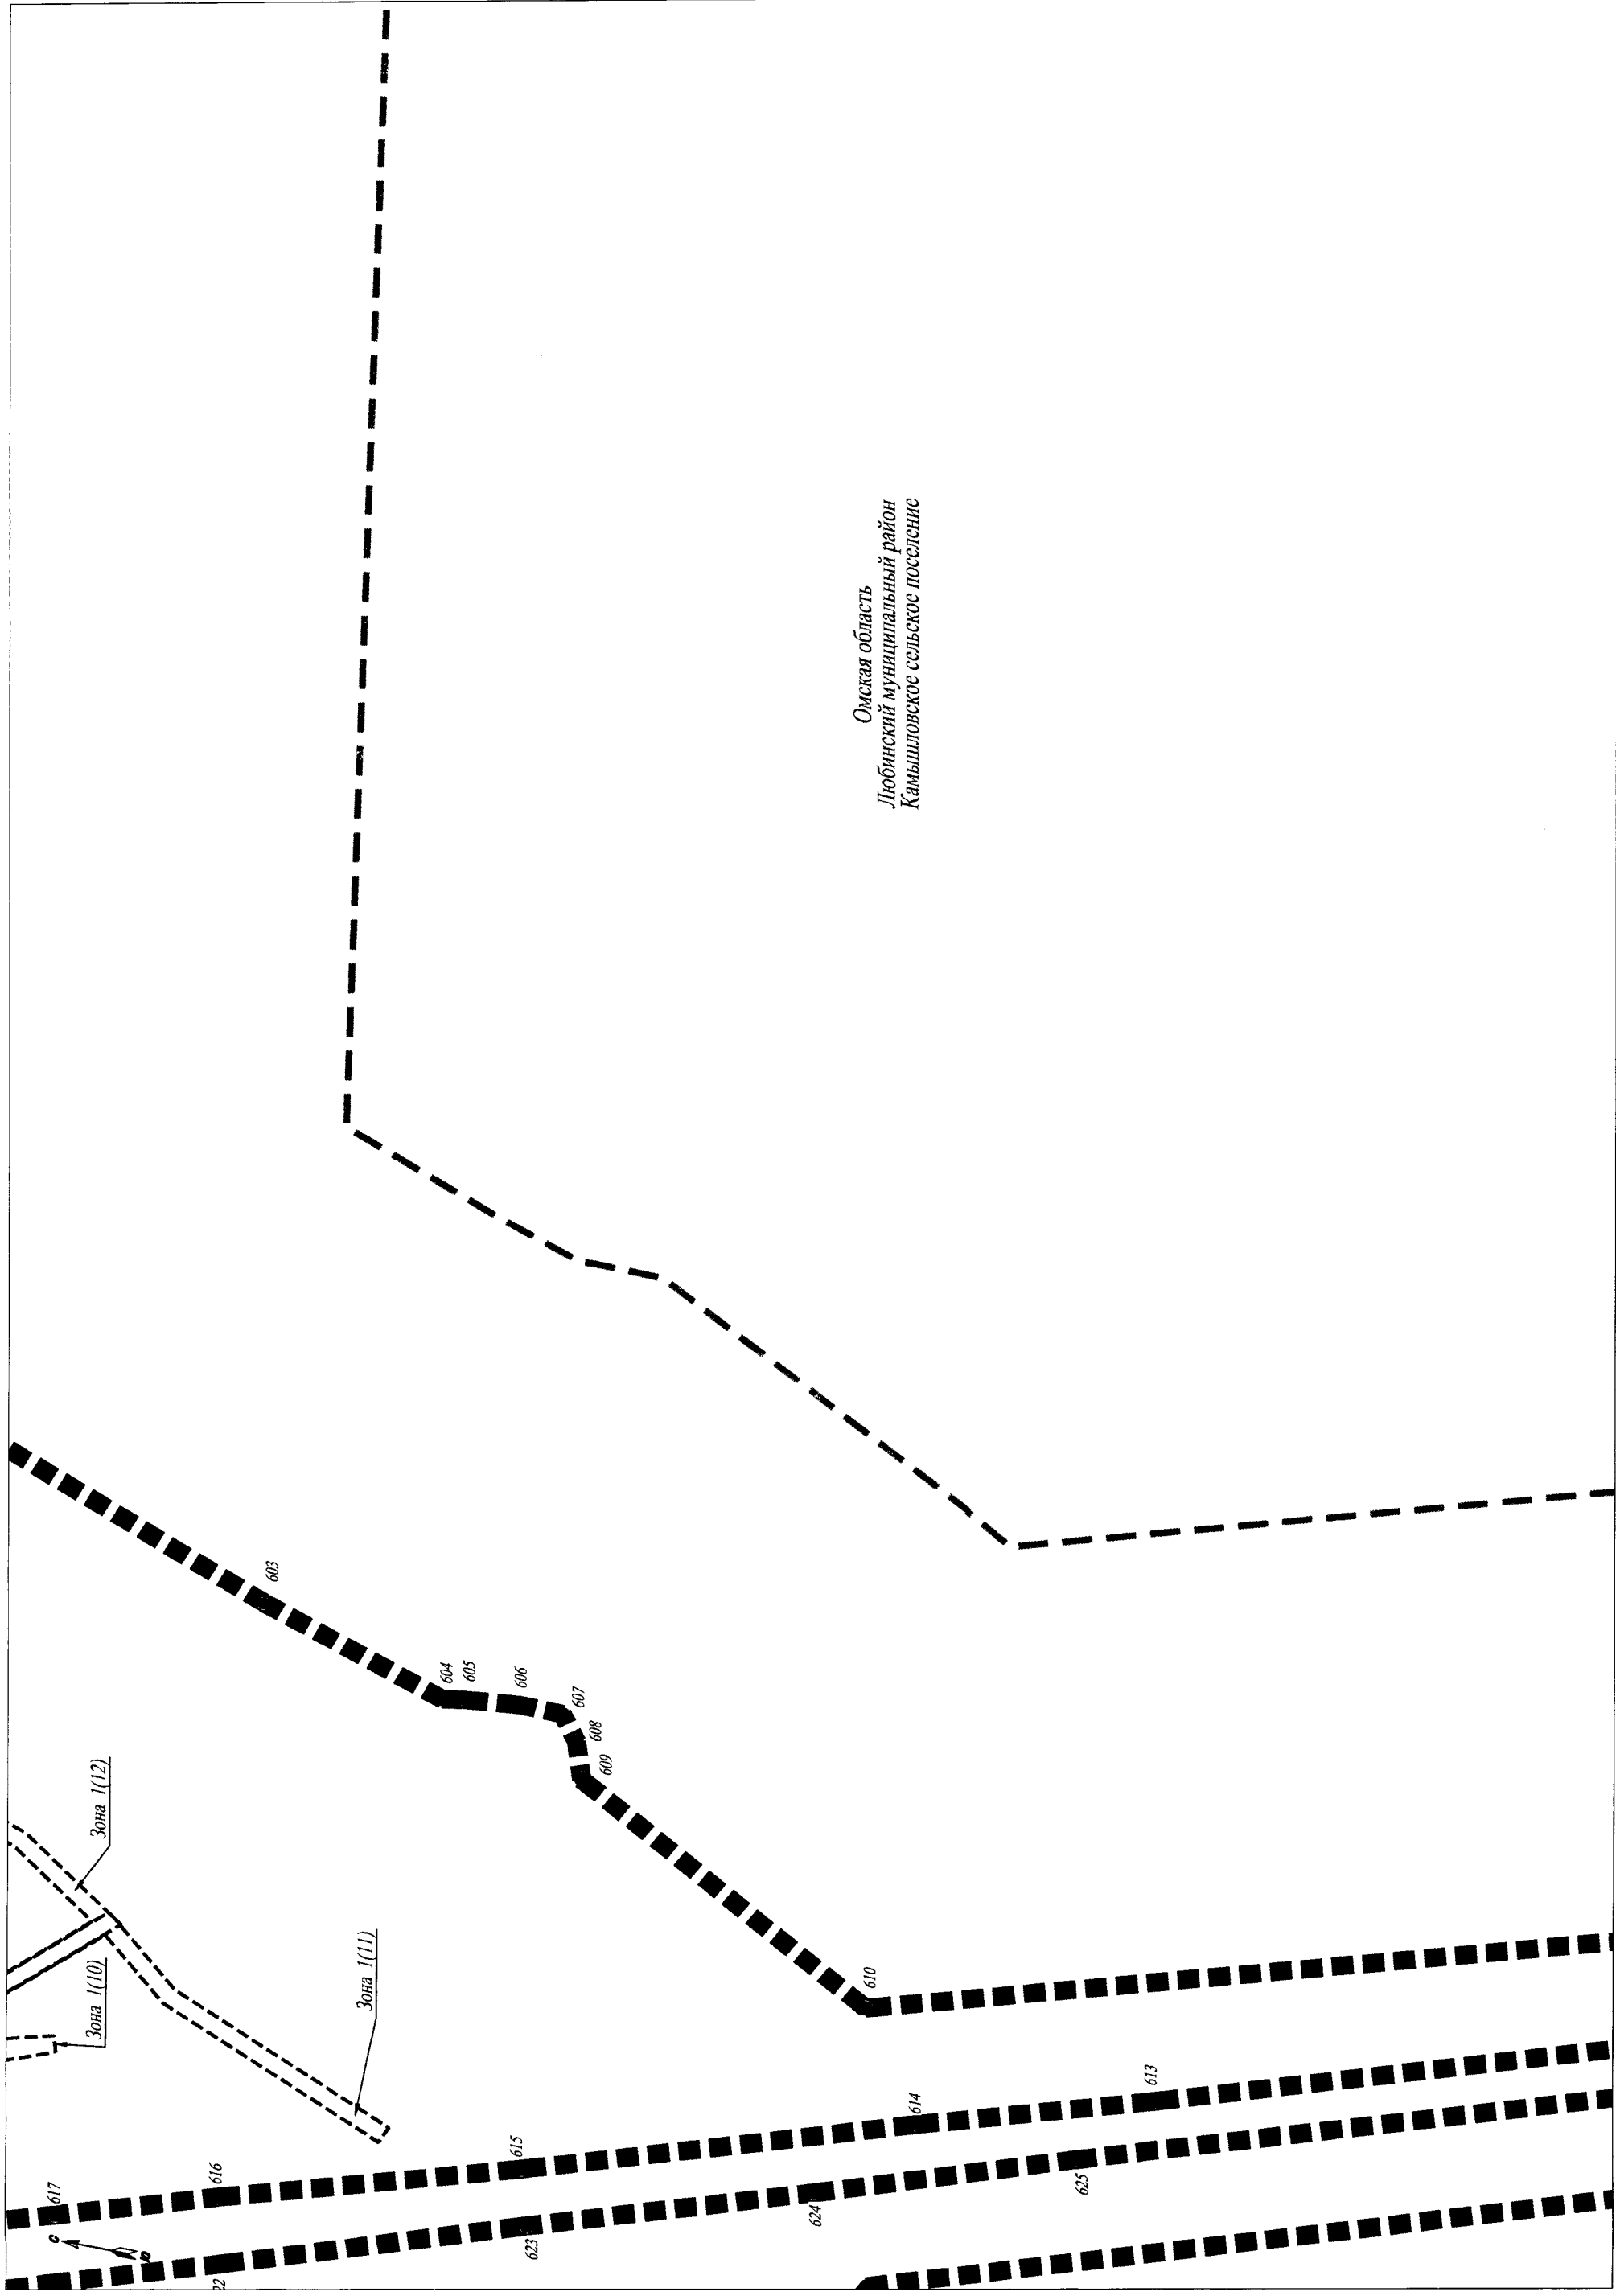 Омская область
Любинский муниципальный район
Камышловское сельское поселение
Зона 1(12)
Зона 1(10)
Зона 1(11)
603
604
605
606
607
608
609
610
617
616
615
614
613
22
623
624
625
С
Ю